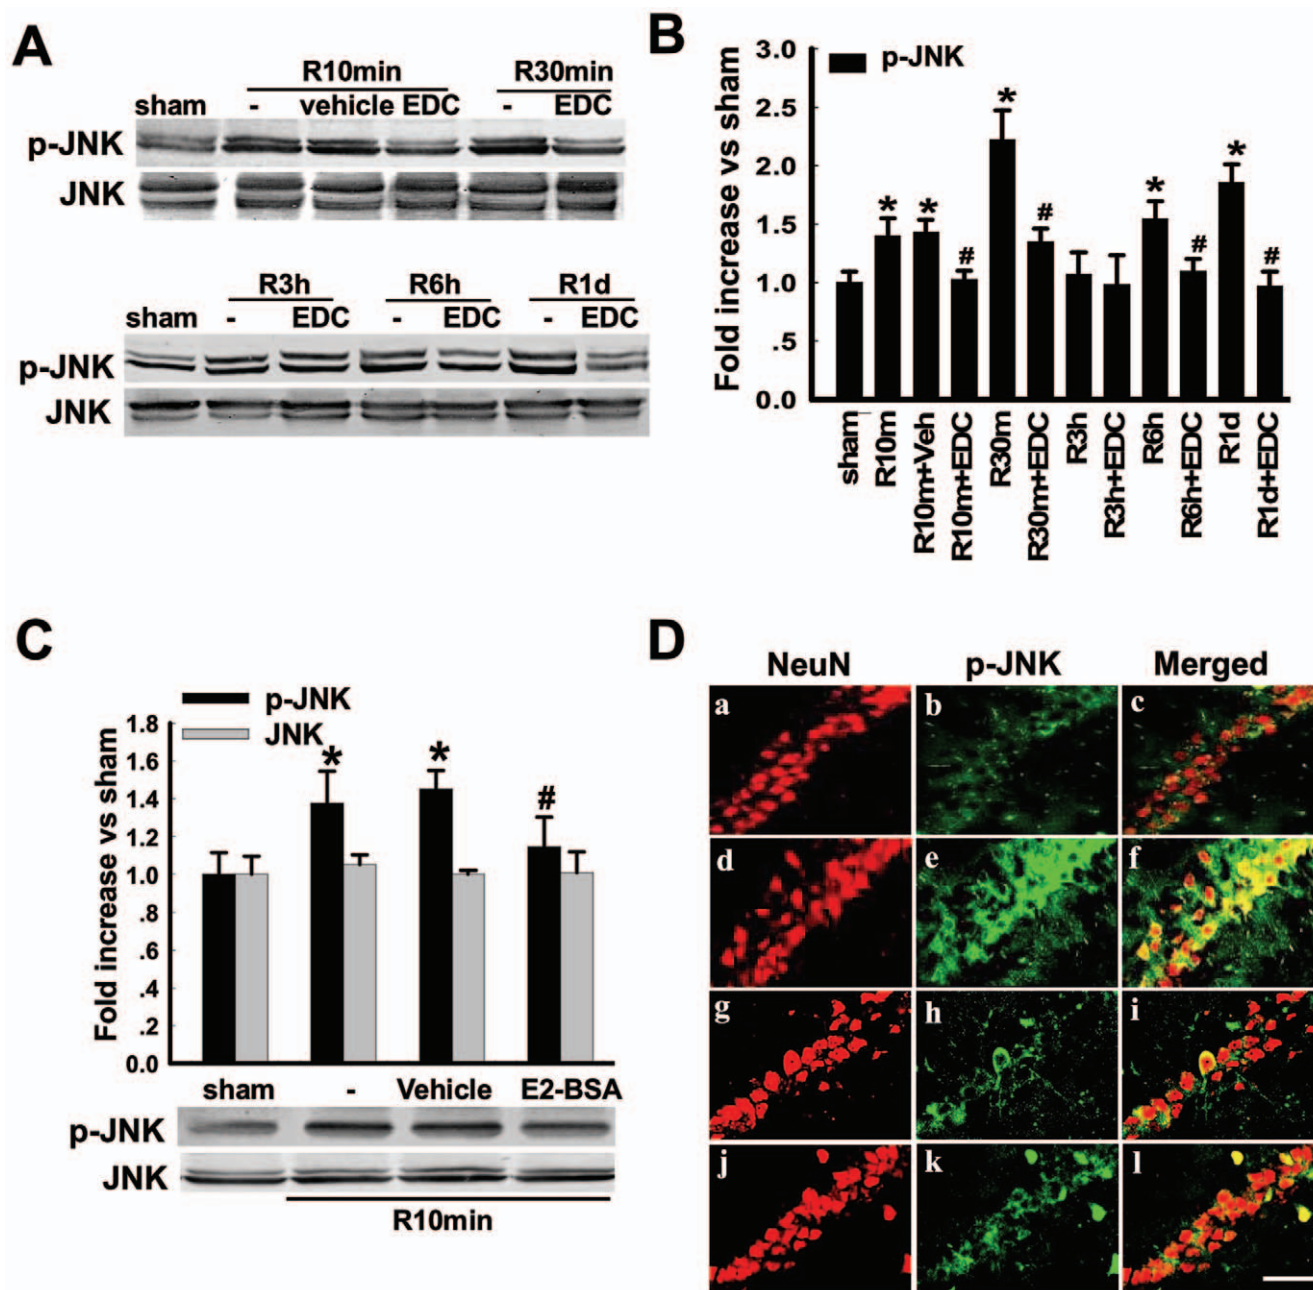 A
R10min R30min
sham - vehicle EDC - EDC
p-JNK
JNK
R3h R6h R1d
sham - EDC - EDC - EDC
p-JNK
JNK
B
p-JNK
Fold increase vs sham
3.0
2.5
2.0
1.5
1.0
.5
0.0
* * # * # * # * #
sham R10m R10m+Veh R10m+EDC R30m R30m+EDC R3h R3h+EDC R6h R6h+EDC R1d R1d+EDC
C
p-JNK
JNK
Fold increase vs sham
1.8
1.6
1.4
1.2
1.0
.8
.6
.4
.2
0.0
* * #
sham - Vehicle E2-BSA
p-JNK
JNK
R10min
D
NeuN p-JNK Merged
a b c
d e f
g h i
j k l